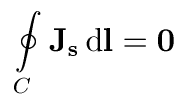 ∮_C J_s dl = 0